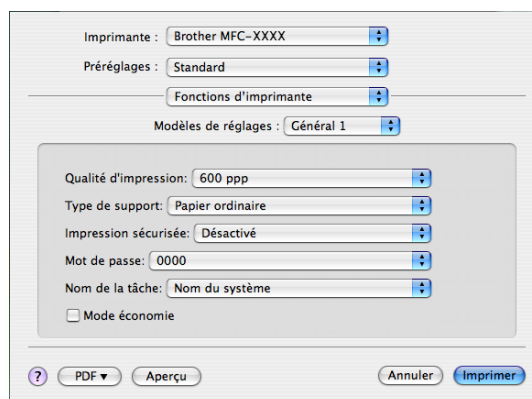 Imprimante : Brother MFC-XXXX
Préréglages : Standard
Fonctions d'imprimante
Modèles de réglages : Général 1
Qualité d'impression: 600 ppp
Type de support: Papier ordinaire
Impression sécurisée: Désactivé
Mot de passe: 0000
Nom de la tâche: Nom du système
Mode économie
? PDF ▼ Aperçu Annuler Imprimer